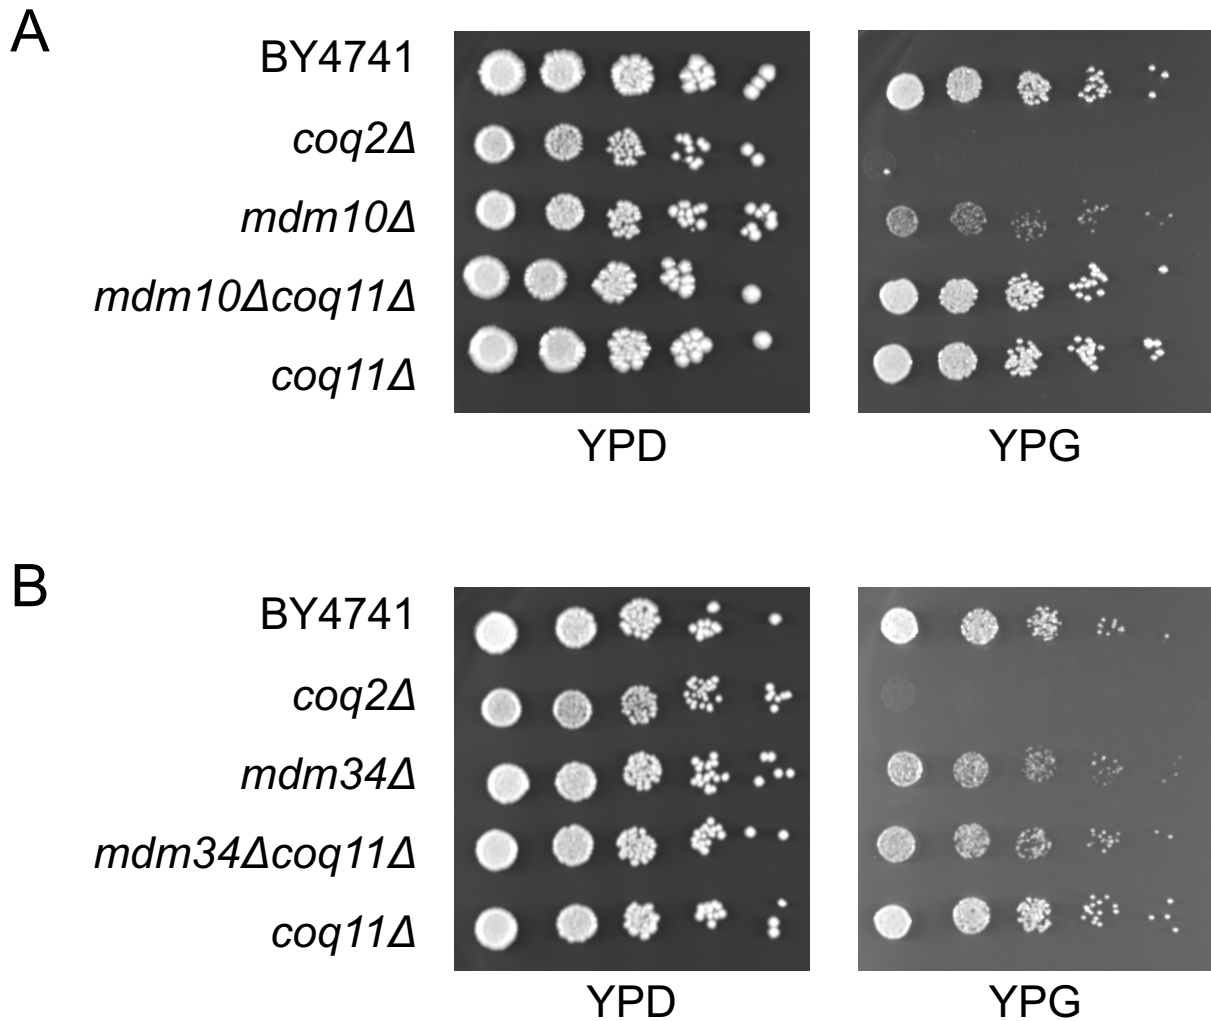 A
BY4741
coq2Δ
mdm10Δ
mdm10Δcoq11Δ
coq11Δ
YPD
YPG
B
BY4741
coq2Δ
mdm34Δ
mdm34Δcoq11Δ
coq11Δ
YPD
YPG